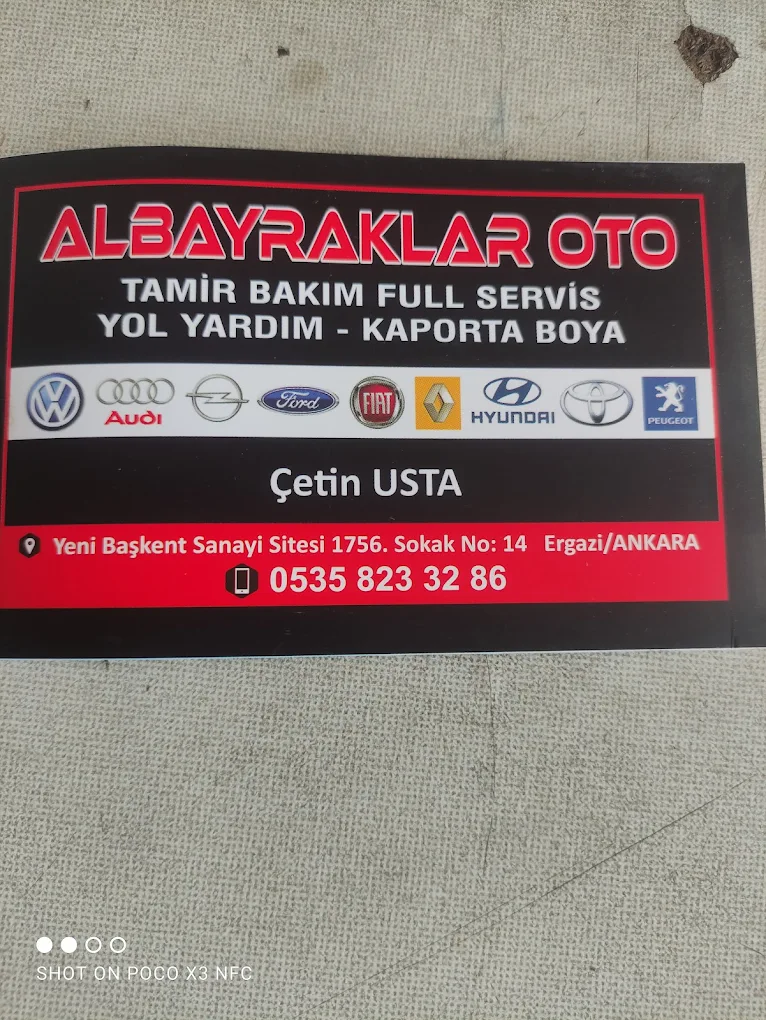 ALBAYRAKLAR OTO
TAMİR BAKIM FULL SERVİS
YOL YARDIM - KAPORTA BOYA
Audi Ford FIAT HYUNDAI PEUGEOT
Çetin USTA
Yeni Başkent Sanayi Sitesi 1756. Sokak No: 14 Ergazi/ANKARA
0535 823 32 86
SHOT ON POCO X3 NFC